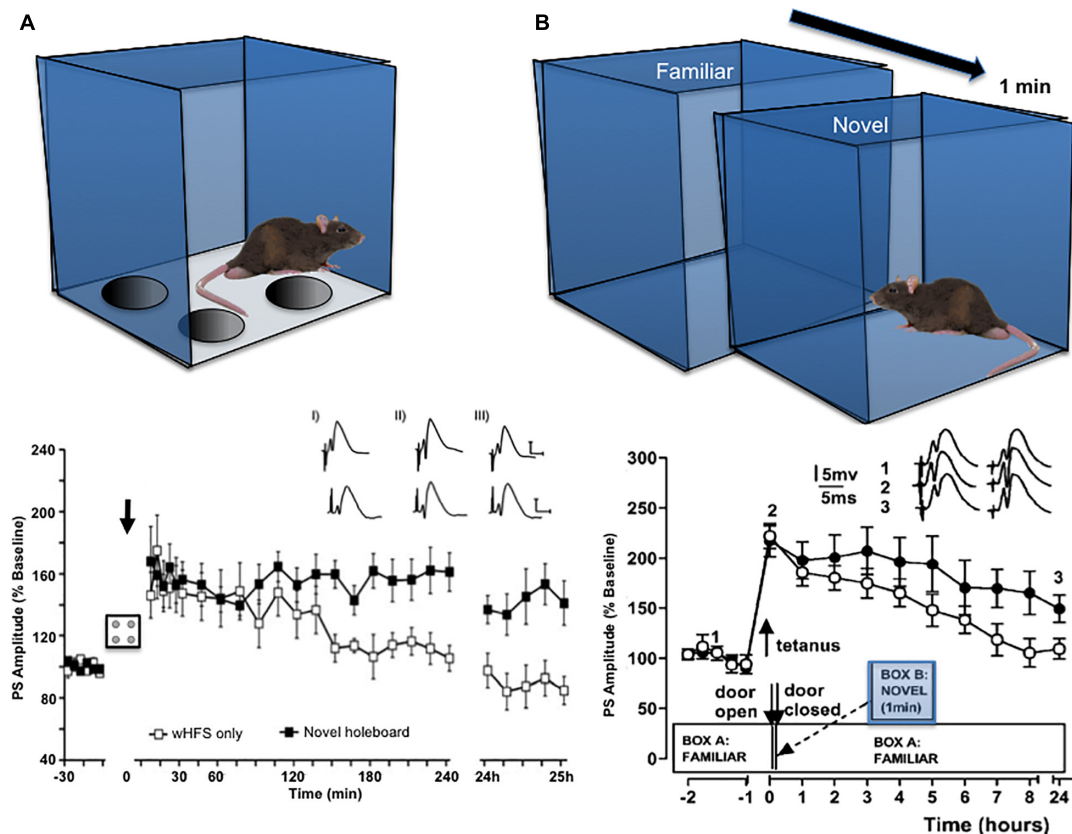 A
B
Familiar
1 min
Novel
I)
II)
III)
240
200
160
120
100
80
40
PS Amplitude (% Baseline)
wHFS only
Novel holeboard
-30
0
30
60
120
180
240
24h
25h
Time (min)
300
250
200
150
100
50
0
PS Amplitude (% Baseline)
5mv
5ms
1
2
3
2
1
3
tetanus
door
open
door
closed
BOX B:
NOVEL
(1min)
BOX A:
FAMILIAR
BOX A:
FAMILIAR
-2
-1
0
1
2
3
4
5
6
7
8
24
Time (hours)